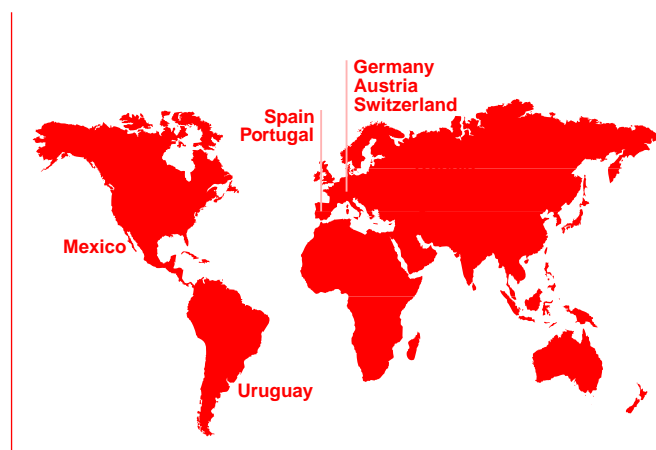 Germany
Austria
Switzerland
Spain
Portugal
Mexico
Uruguay